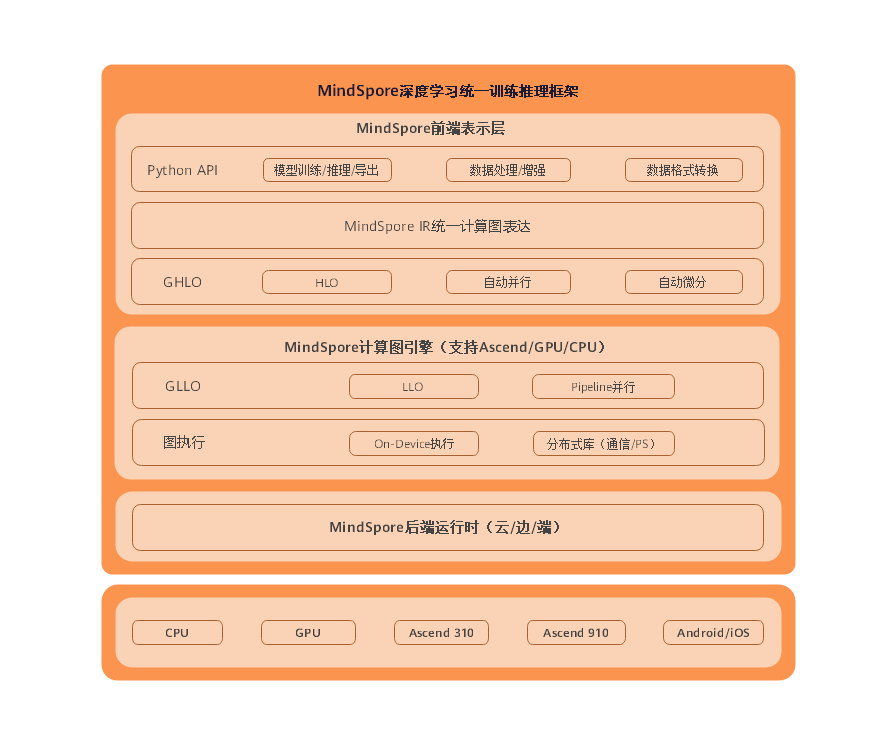 MindSpore深度学习统一训练推理框架
MindSpore前端表示层
Python API 模型训练/推理/导出 数据处理/增强 数据格式转换
MindSpore IR统一计算图表达
GHLO HLO 自动并行 自动微分
MindSpore计算图引擎（支持Ascend/GPU/CPU）
GLLO LLO Pipeline并行
图执行 On-Device执行 分布式库（通信/PS）
MindSpore后端运行时（云/边/端）
CPU GPU Ascend 310 Ascend 910 Android/iOS